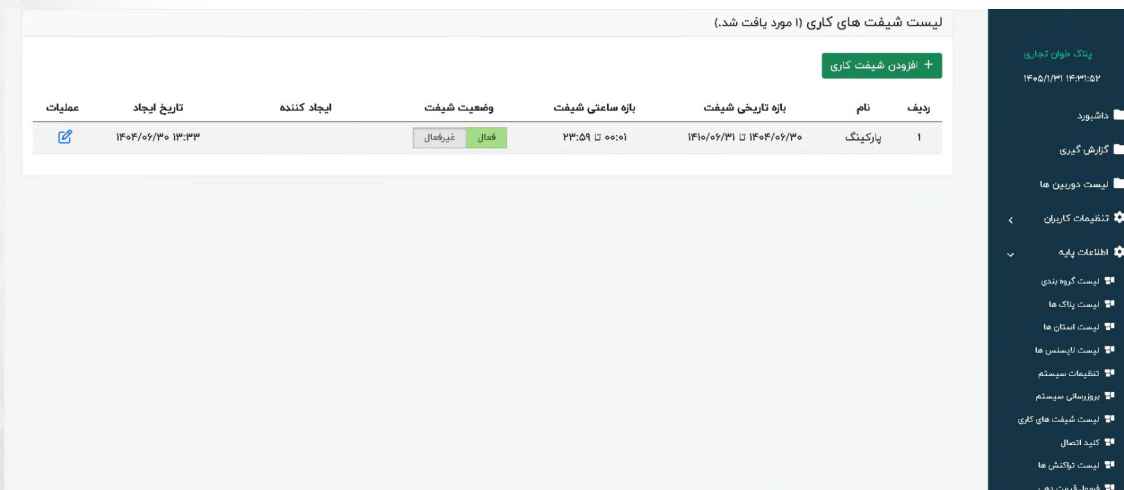 لیست شیفت های کاری (۱ مورد یافت شد.)
+ افزودن شیفت کاری
ردیف نام بازه تاریخی شیفت بازه ساعتی شیفت وضعیت شیفت ایجاد کننده تاریخ ایجاد عملیات
۱ پارکینگ ۱۴۰۴/۰۶/۳۰ تا ۱۴۱۰/۰۶/۳۱ ۰۰:۰۱ تا ۲۳:۵۹ فعال غیرفعال ۱۴۰۴/۰۶/۳۰ ۱۳:۳۳
پلاک خوان تجاری
۱۴۰۵/۱/۳۱ ۱۴:۳۱:۵۲
داشبورد
گزارش گیری
لیست دوربین ها
تنظیمات کاربران
اطلاعات پایه
لیست گروه بندی
لیست پلاک ها
لیست استان ها
لیست لایسنس ها
تنظیمات سیستم
بروزرسانی سیستم
لیست شیفت های کاری
کلید اتصال
لیست تراکنش ها
فرمول قیمت دهی